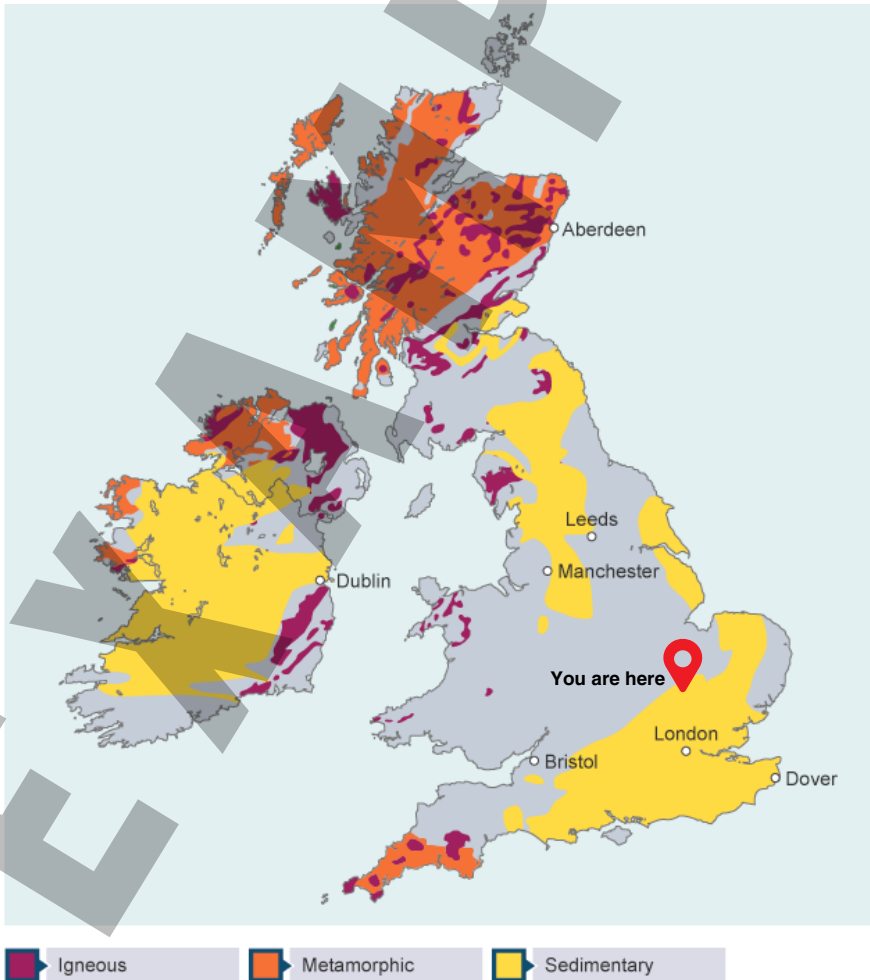 Aberdeen
Leeds
Manchester
Dublin
You are here
London
Bristol
Dover
Igneous
Metamorphic
Sedimentary